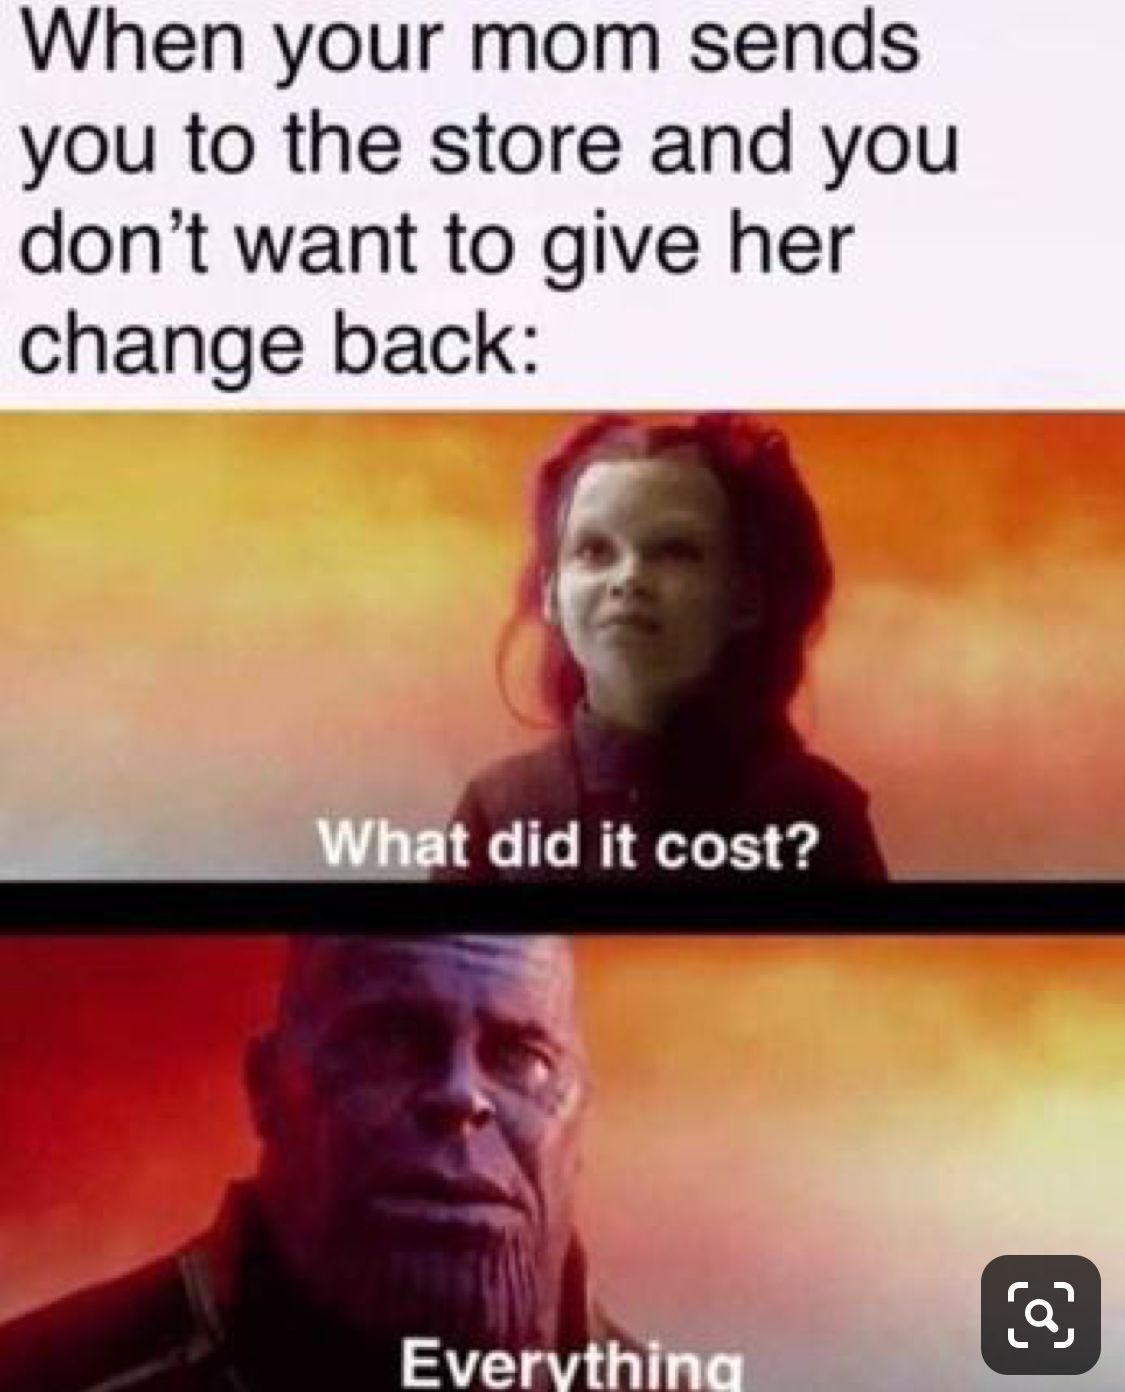 When your mom sends
you to the store and you
don’t want to give her
change back:
What did it cost?
Everything